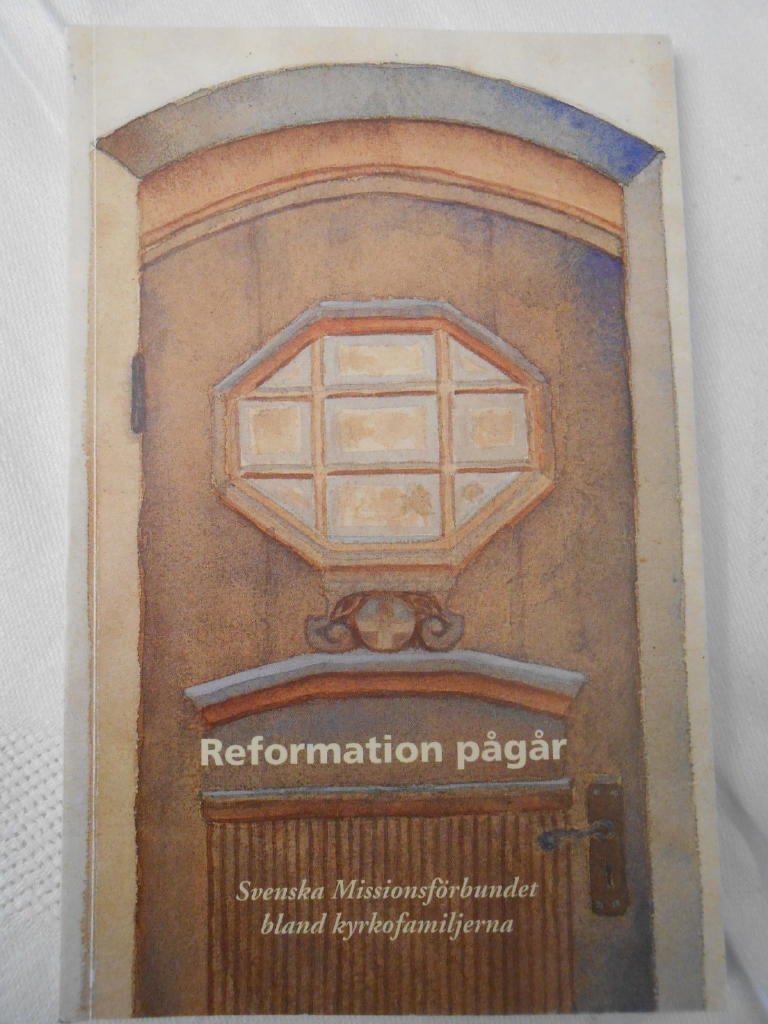 Reformation pågår
Svenska Missionsförbundet
bland kyrkofamiljerna